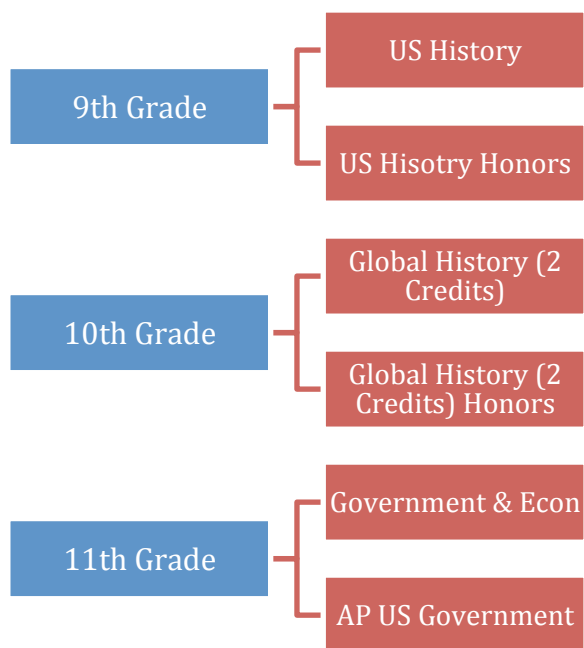 9th Grade
US History
US Hisotry Honors
10th Grade
Global History (2
Credits)
Global History (2
Credits) Honors
11th Grade
Government & Econ
AP US Government